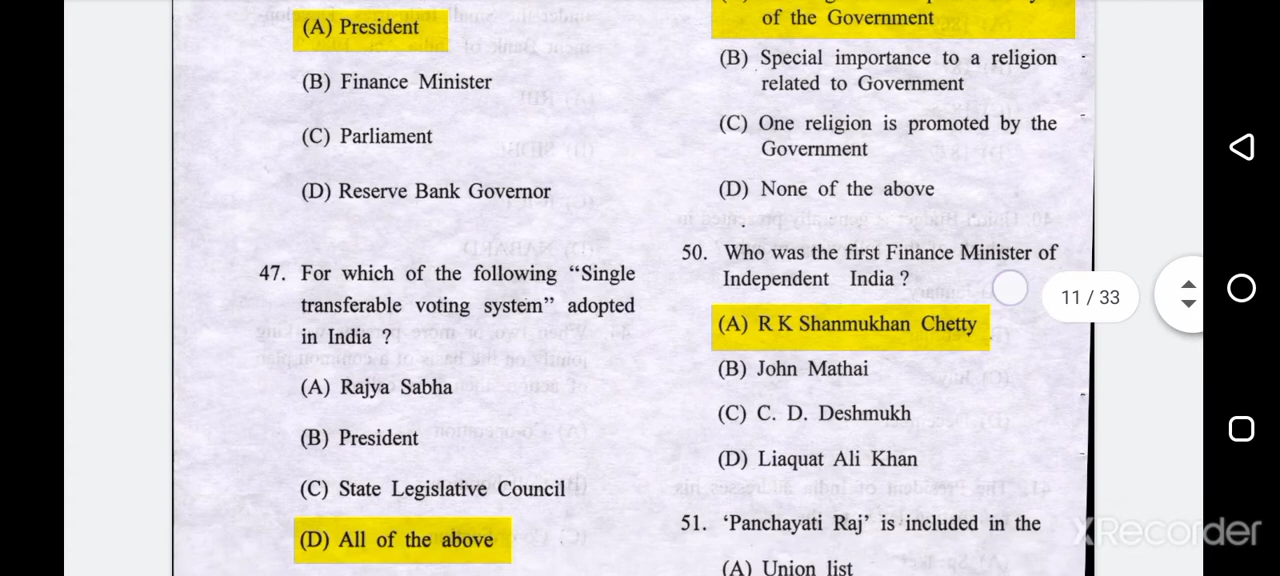 (A) President
(B) Finance Minister
(C) Parliament
(D) Reserve Bank Governor
47. For which of the following “Single
transferable voting system” adopted
in India ?
(A) Rajya Sabha
(B) President
(C) State Legislative Council
(D) All of the above
of the Government
(B) Special importance to a religion
related to Government
(C) One religion is promoted by the
Government
(D) None of the above
50. Who was the first Finance Minister of
Independent India ?
(A) R K Shanmukhan Chetty
(B) John Mathai
(C) C. D. Deshmukh
(D) Liaquat Ali Khan
51. ‘Panchayati Raj’ is included in the
(A) Union list
11 / 33
XRecorder